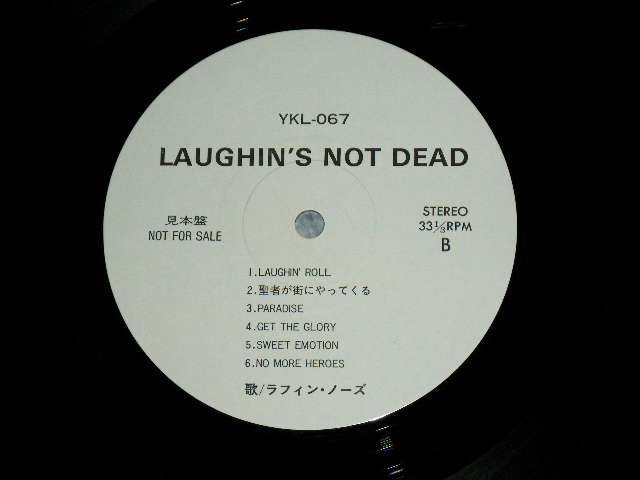 YKL-067
LAUGHIN'S NOT DEAD
見本盤
NOT FOR SALE
STEREO
33⅓RPM
B
1.LAUGHIN' ROLL
2.聖者が街にやってくる
3.PARADISE
4.GET THE GLORY
5.SWEET EMOTION
6.NO MORE HEROES
歌/ラフィン・ノーズ